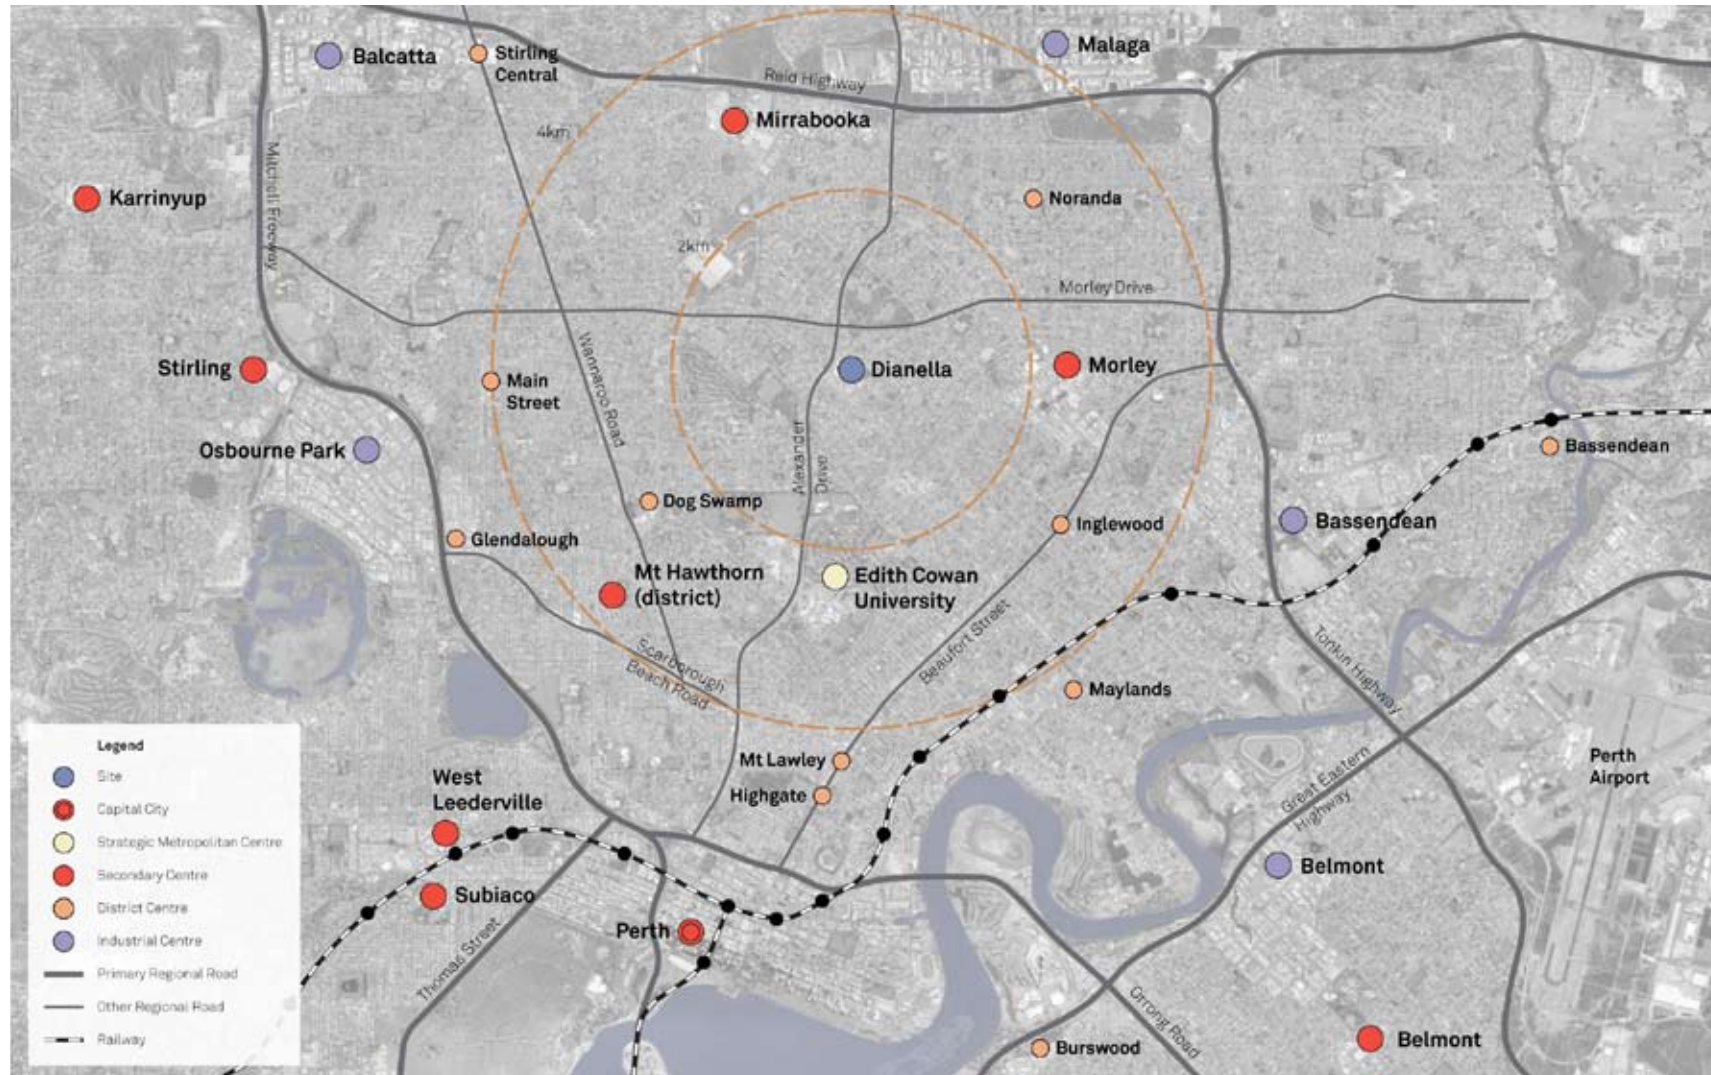 Balcatta
Stirling
Central
Malaga
Reid Highway
Mirrabooka
4km
Mitchell Freeway
Karrinyup
Noranda
2km
Morley Drive
Stirling
Main
Street
Wannaroo Road
Dianella
Morley
Alexander
Drive
Osbourne Park
Bassendean
Dog Swamp
Inglewood
Bassendean
Glendalough
Mt Hawthorn
(district)
Edith Cowan
University
Beaufort Street
Scarborough
Beach Road
Tonkin Highway
Maylands
Mt Lawley
Highgate
Great Eastern
Highway
Perth
Airport
West
Leederville
Belmont
Subiaco
Perth
Thomas Street
Orrong Road
Burswood
Belmont
Legend
Site
Capital City
Strategic Metropolitan Centre
Secondary Centre
District Centre
Industrial Centre
Primary Regional Road
Other Regional Road
Railway